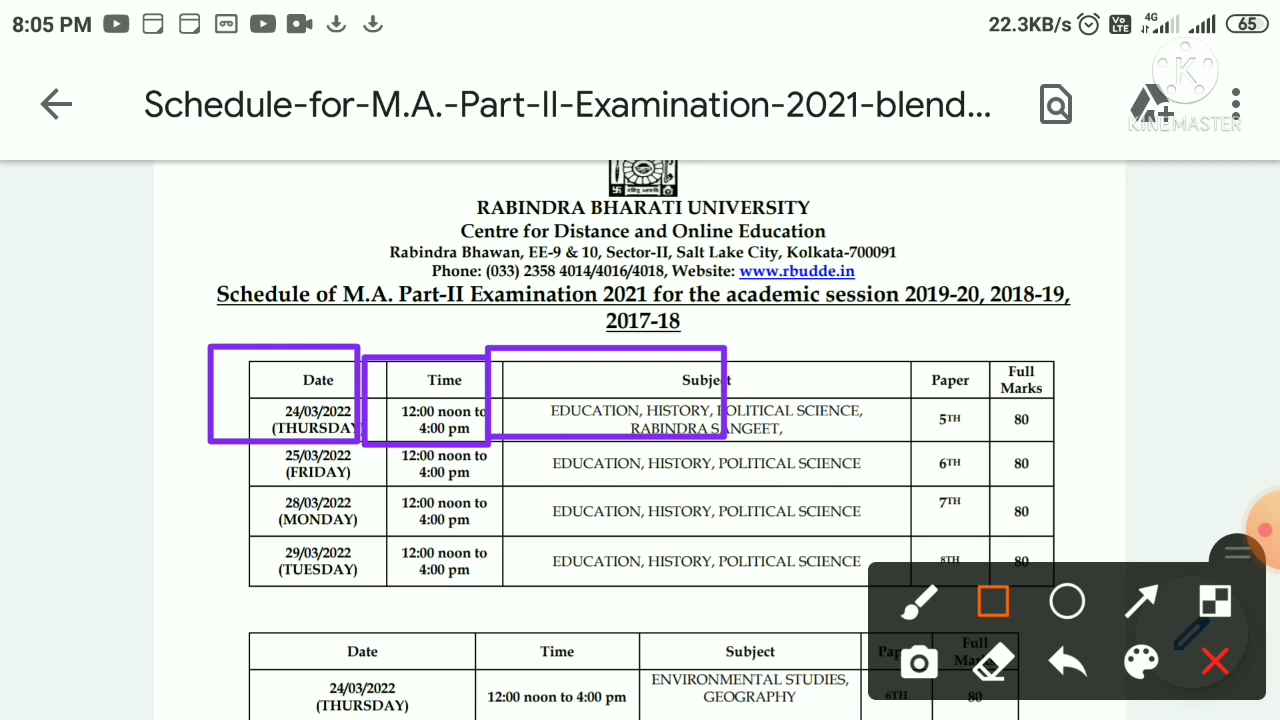 8:05 PM 22.3KB/s Vo LTE 4G 65
Schedule-for-M.A.-Part-II-Examination-2021-blend...
KINEMASTER
RABINDRA BHARATI UNIVERSITY
Centre for Distance and Online Education
Rabindra Bhawan, EE-9 & 10, Sector-II, Salt Lake City, Kolkata-700091
Phone: (033) 2358 4014/4016/4018, Website: www.rbudde.in
Schedule of M.A. Part-II Examination 2021 for the academic session 2019-20, 2018-19,
2017-18
Date Time Subject Paper Full Marks
24/03/2022 12:00 noon to EDUCATION, HISTORY, POLITICAL SCIENCE, 5TH 80
(THURSDAY) 4:00 pm RABINDRA SANGEET,
25/03/2022 12:00 noon to EDUCATION, HISTORY, POLITICAL SCIENCE 6TH 80
(FRIDAY) 4:00 pm
28/03/2022 12:00 noon to EDUCATION, HISTORY, POLITICAL SCIENCE 7TH 80
(MONDAY) 4:00 pm
29/03/2022 12:00 noon to EDUCATION, HISTORY, POLITICAL SCIENCE 8TH 80
(TUESDAY) 4:00 pm
Date Time Subject Full
24/03/2022 12:00 noon to 4:00 pm ENVIRONMENTAL STUDIES, 6TH 80
(THURSDAY) GEOGRAPHY